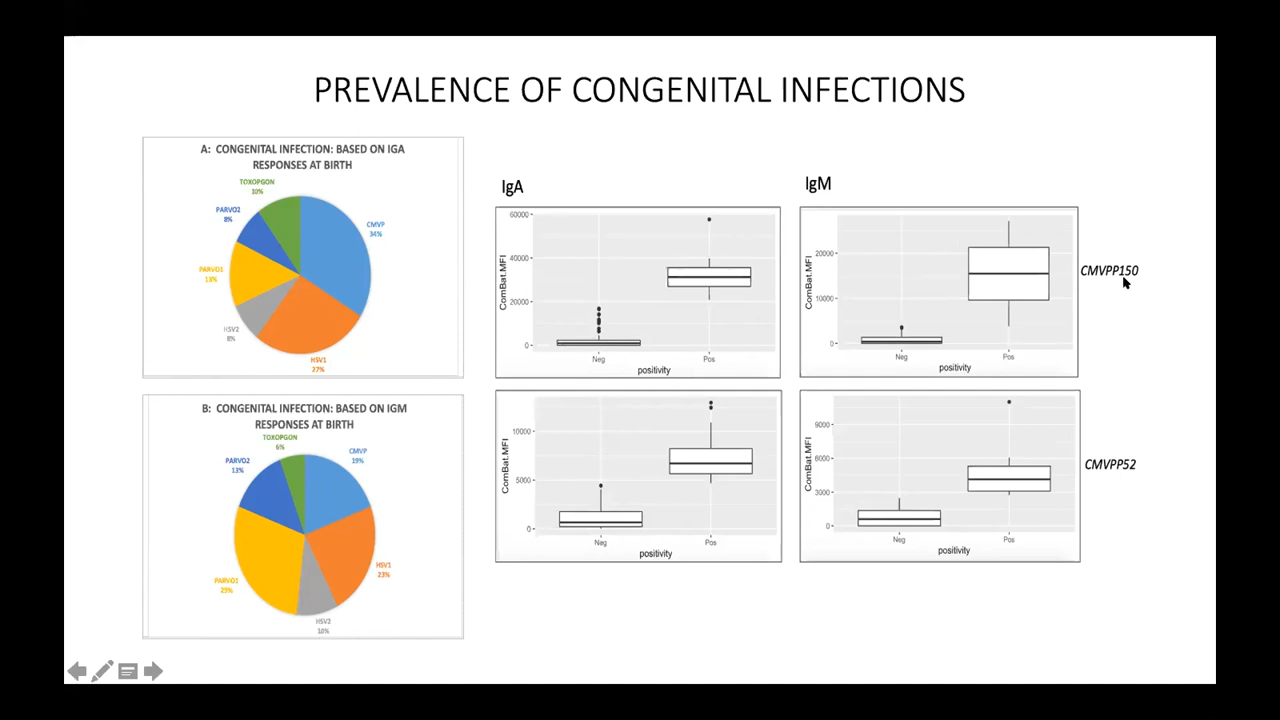 PREVALENCE OF CONGENITAL INFECTIONS
A: CONGENITAL INFECTION: BASED ON IGA
RESPONSES AT BIRTH
TOXOPGON
10%
PARVO2
8%
CMVP
34%
PARVO1
13%
HSV2
8%
HSV1
27%
B: CONGENITAL INFECTION: BASED ON IGM
RESPONSES AT BIRTH
TOXOPGON
6%
CMVP
19%
PARVO2
13%
HSV1
23%
PARVO1
29%
HSV2
10%
IgA
60000
40000
20000
0
ComBat.MFI
Neg
Pos
positivity
IgM
20000
10000
0
ComBat.MFI
Neg
Pos
positivity
CMVPP150
10000
5000
0
ComBat.MFI
Neg
Pos
positivity
9000
6000
3000
0
ComBat.MFI
Neg
Pos
positivity
CMVPP52